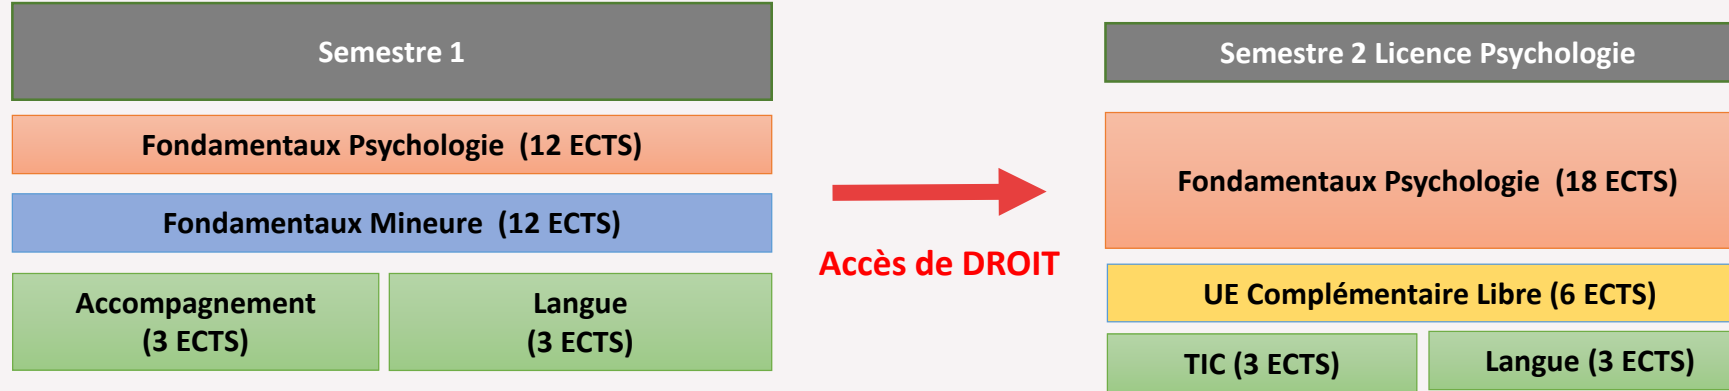 Semestre 1
Fondamentaux Psychologie (12 ECTS)
Fondamentaux Mineure (12 ECTS)
Accompagnement
(3 ECTS)
Langue
(3 ECTS)
Accès de DROIT
Semestre 2 Licence Psychologie
Fondamentaux Psychologie (18 ECTS)
UE Complémentaire Libre (6 ECTS)
TIC (3 ECTS)
Langue (3 ECTS)